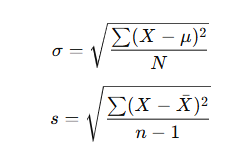 σ = √(∑(X − μ)² / N)
s = √(∑(X − X̄)² / n − 1)